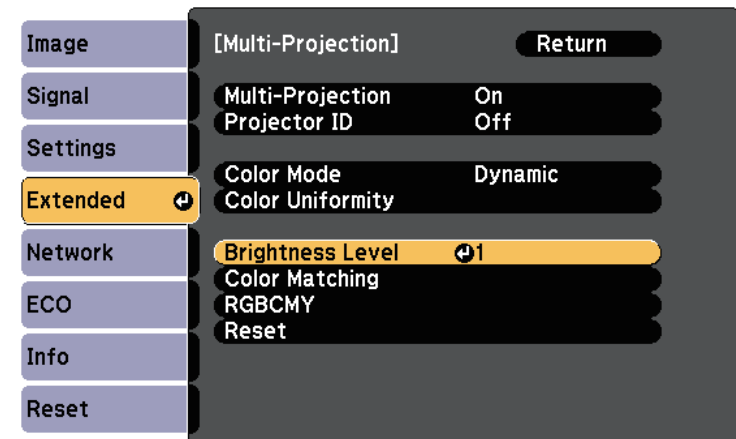 Image
Signal
Settings
Extended
Network
ECO
Info
Reset
[Multi-Projection] Return
Multi-Projection On
Projector ID Off
Color Mode Dynamic
Color Uniformity
Brightness Level 1
Color Matching
RGBCMY
Reset